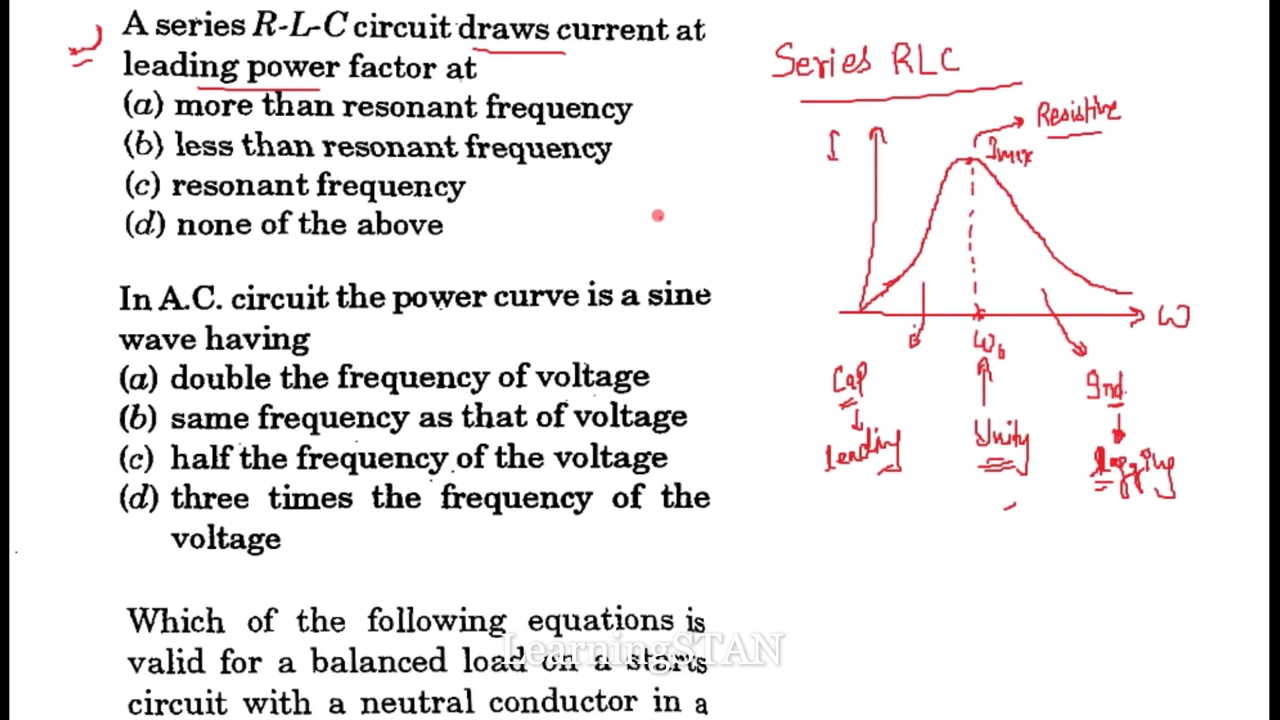 A series R-L-C circuit draws current at
leading power factor at
(a) more than resonant frequency
(b) less than resonant frequency
(c) resonant frequency
(d) none of the above
In A.C. circuit the power curve is a sine
wave having
(a) double the frequency of voltage
(b) same frequency as that of voltage
(c) half the frequency of the voltage
(d) three times the frequency of the
voltage
Which of the following equations is
valid for a balanced load on a starts
circuit with a neutral conductor in a
LearningSTAN
Series RLC
Resistive
I
Imax
ω
ω₀
Cap
Ind.
leading
Unity
lagging